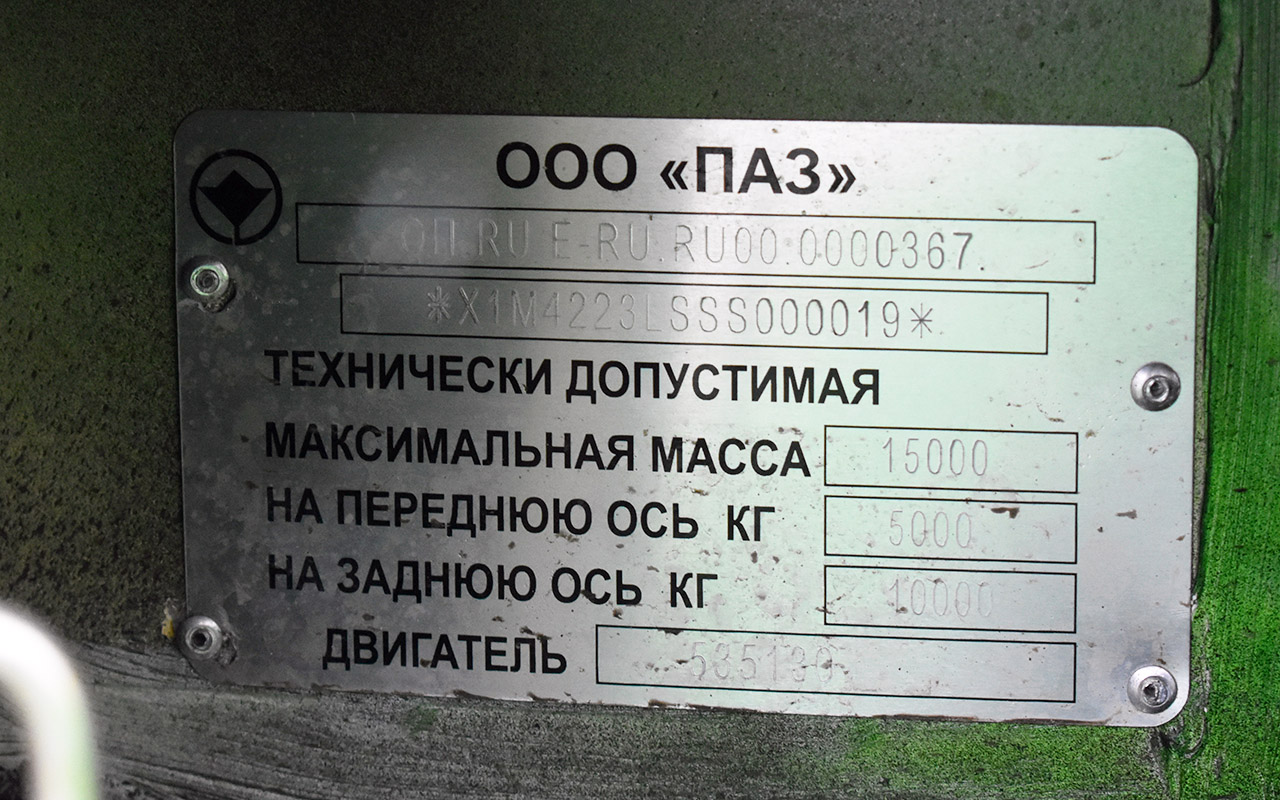 ООО «ПАЗ»
ОП.RU E-RU.RU00.0000367.
*X1M4223LSSS000019*
ТЕХНИЧЕСКИ ДОПУСТИМАЯ
МАКСИМАЛЬНАЯ МАССА 15000
НА ПЕРЕДНЮЮ ОСЬ КГ 5000
НА ЗАДНЮЮ ОСЬ КГ 10000
ДВИГАТЕЛЬ 535130